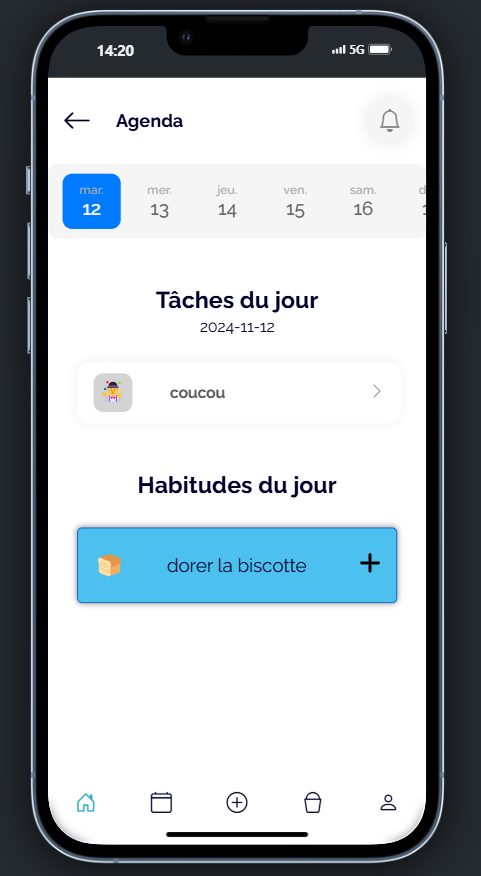 14:20 5G
Agenda
mar. mer. jeu. ven. sam.
12 13 14 15 16
Tâches du jour
2024-11-12
coucou
Habitudes du jour
dorer la biscotte